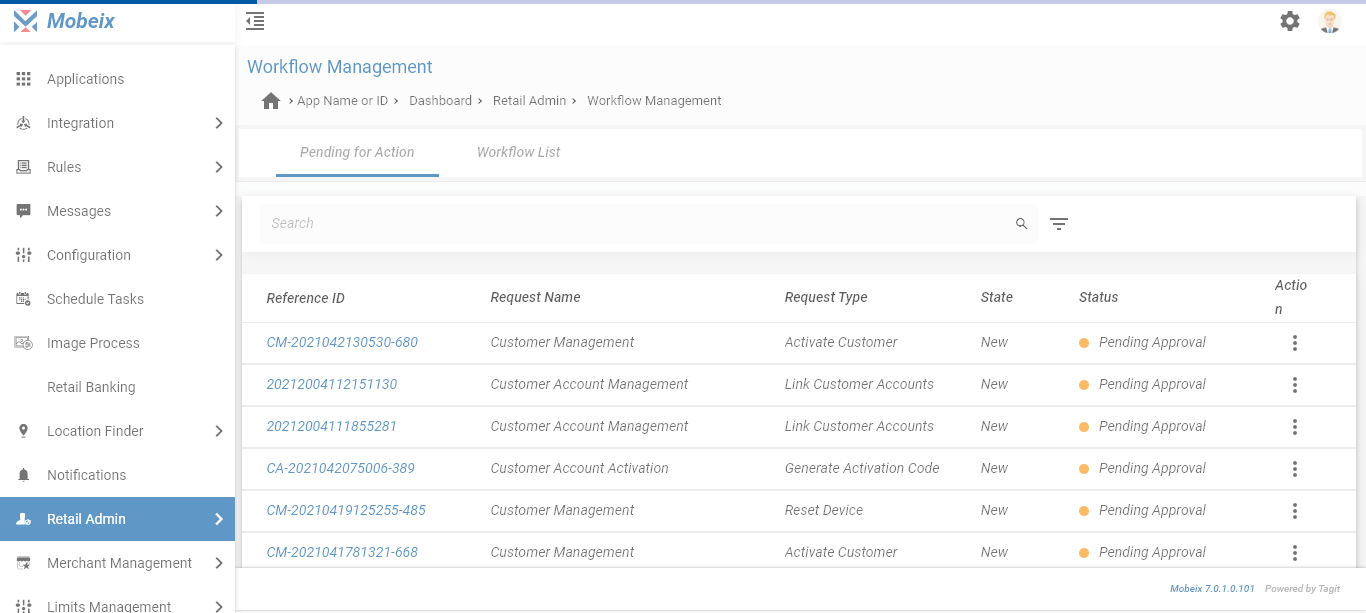 Mobeix
Applications
Integration
Rules
Messages
Configuration
Schedule Tasks
Image Process
Retail Banking
Location Finder
Notifications
Retail Admin
Merchant Management
Limits Management
Workflow Management
App Name or ID Dashboard Retail Admin Workflow Management
Pending for Action Workflow List
Search
Reference ID Request Name Request Type State Status Actio
n
CM-2021042130530-680 Customer Management Activate Customer New Pending Approval
20212004112151130 Customer Account Management Link Customer Accounts New Pending Approval
20212004111855281 Customer Account Management Link Customer Accounts New Pending Approval
CA-2021042075006-389 Customer Account Activation Generate Activation Code New Pending Approval
CM-20210419125255-485 Customer Management Reset Device New Pending Approval
CM-2021041781321-668 Customer Management Activate Customer New Pending Approval
Mobeix 7.0.1.0.101 Powered by Tagit